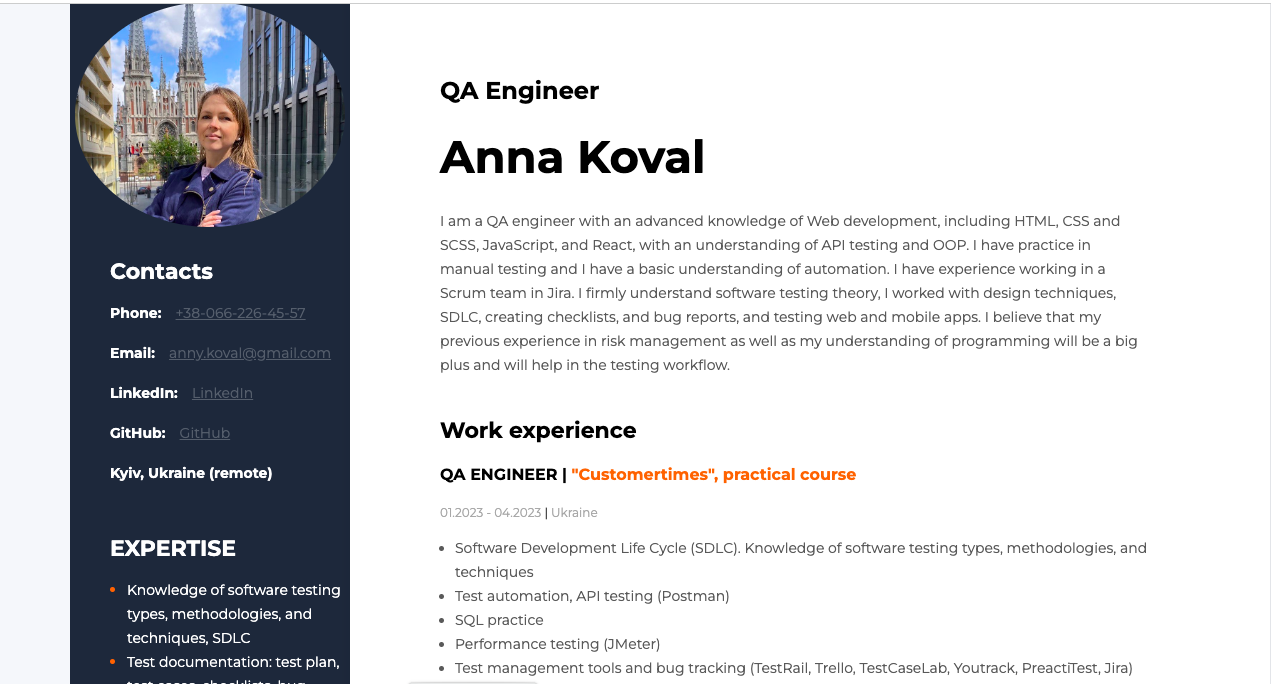 Contacts
Phone: +38-066-226-45-57
Email: anny.koval@gmail.com
LinkedIn: LinkedIn
GitHub: GitHub
Kyiv, Ukraine (remote)
EXPERTISE
Knowledge of software testing
types, methodologies, and
techniques, SDLC
Test documentation: test plan,
test cases, checklists, bug
QA Engineer
Anna Koval
I am a QA engineer with an advanced knowledge of Web development, including HTML, CSS and
SCSS, JavaScript, and React, with an understanding of API testing and OOP. I have practice in
manual testing and I have a basic understanding of automation. I have experience working in a
Scrum team in Jira. I firmly understand software testing theory, I worked with design techniques,
SDLC, creating checklists, and bug reports, and testing web and mobile apps. I believe that my
previous experience in risk management as well as my understanding of programming will be a big
plus and will help in the testing workflow.
Work experience
QA ENGINEER | "Customertimes", practical course
01.2023 - 04.2023 | Ukraine
Software Development Life Cycle (SDLC). Knowledge of software testing types, methodologies, and
techniques
Test automation, API testing (Postman)
SQL practice
Performance testing (JMeter)
Test management tools and bug tracking (TestRail, Trello, TestCaseLab, Youtrack, PreactiTest, Jira)